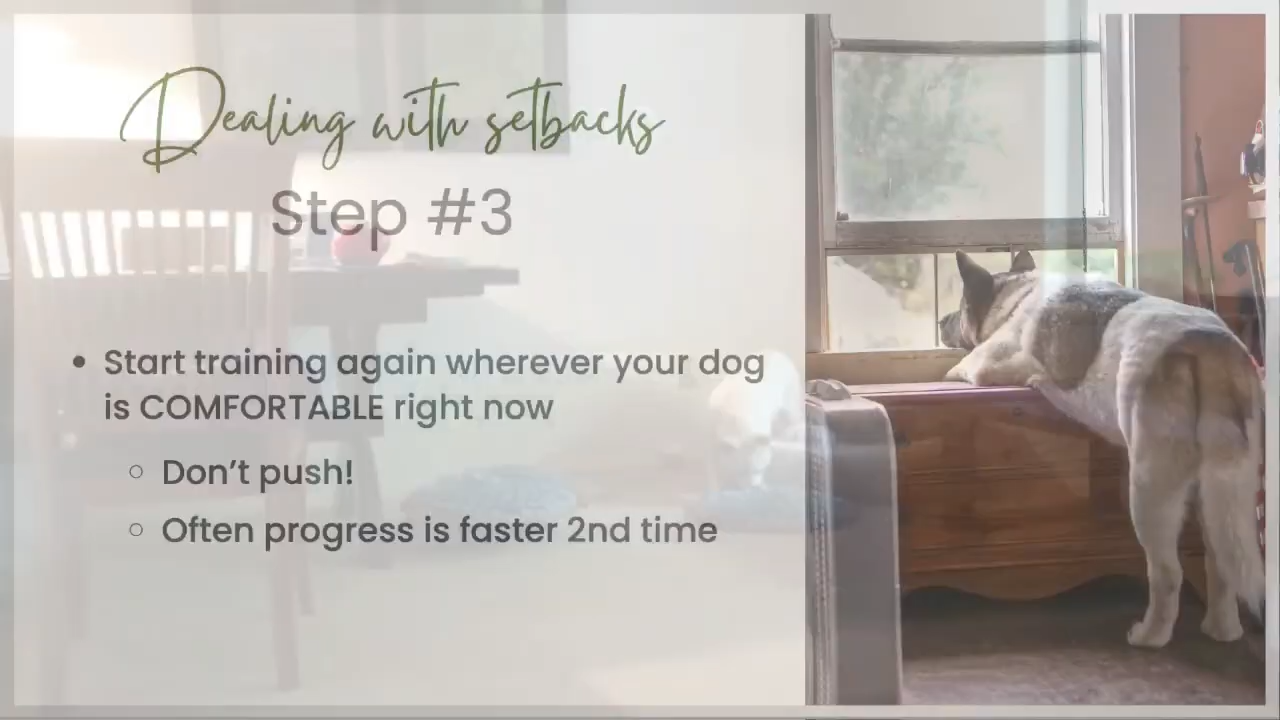 Dealing with setbacks
Step #3
• Start training again wherever your dog
is COMFORTABLE right now
○ Don’t push!
○ Often progress is faster 2nd time